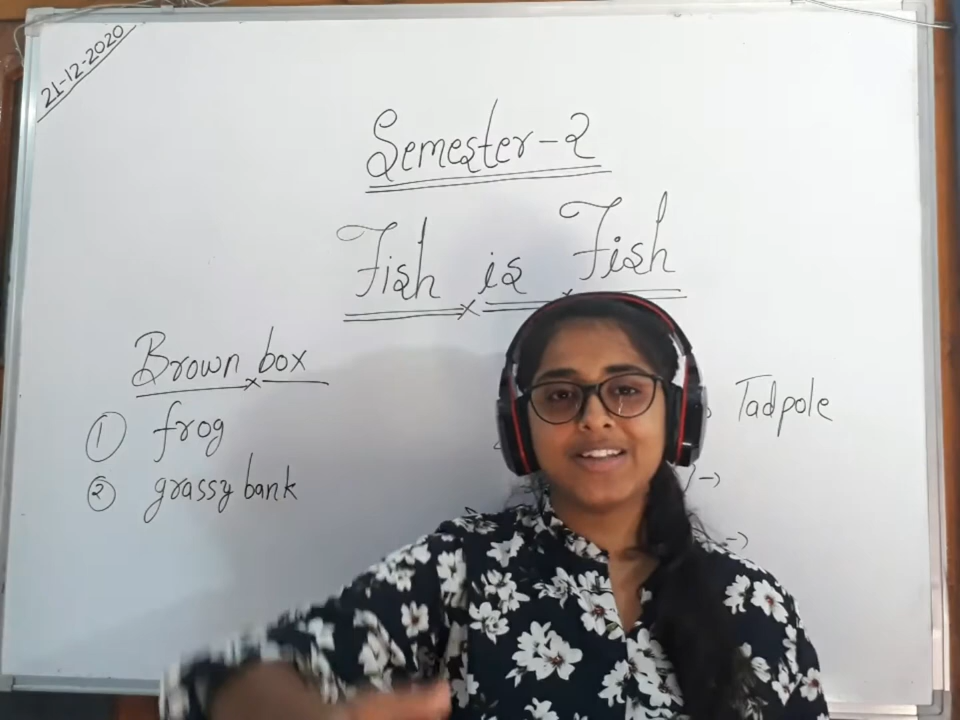 21-12-2020
Semester-2
Fish is Fish
Brown box
① frog
② grassy bank
Tadpole